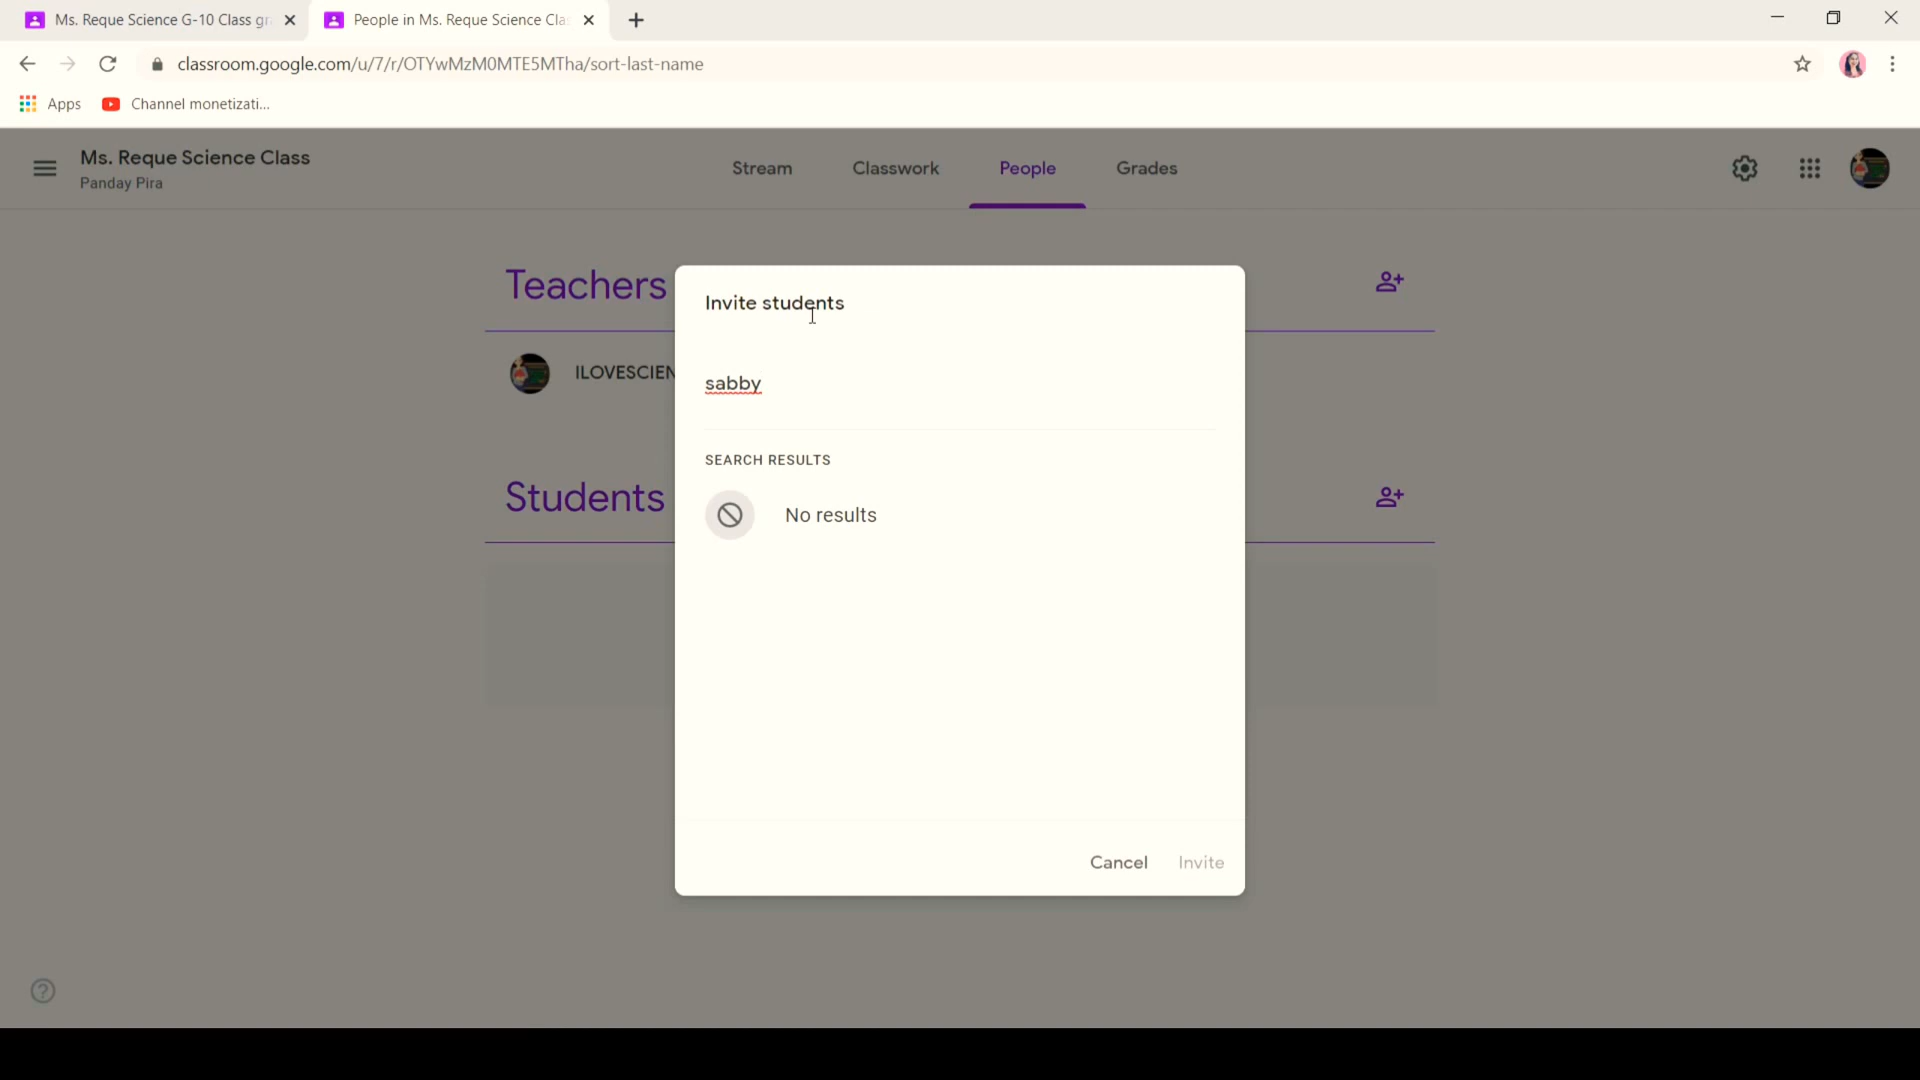 Ms. Reque Science G-10 Class gr
People in Ms. Reque Science Cla
classroom.google.com/u/7/r/OTYwMzM0MTE5MTha/sort-last-name
Apps
Channel monetizati...
Ms. Reque Science Class
Panday Pira
Stream
Classwork
People
Grades
Teachers
Invite students
ILOVESCIEN
sabby
SEARCH RESULTS
Students
No results
Cancel
Invite